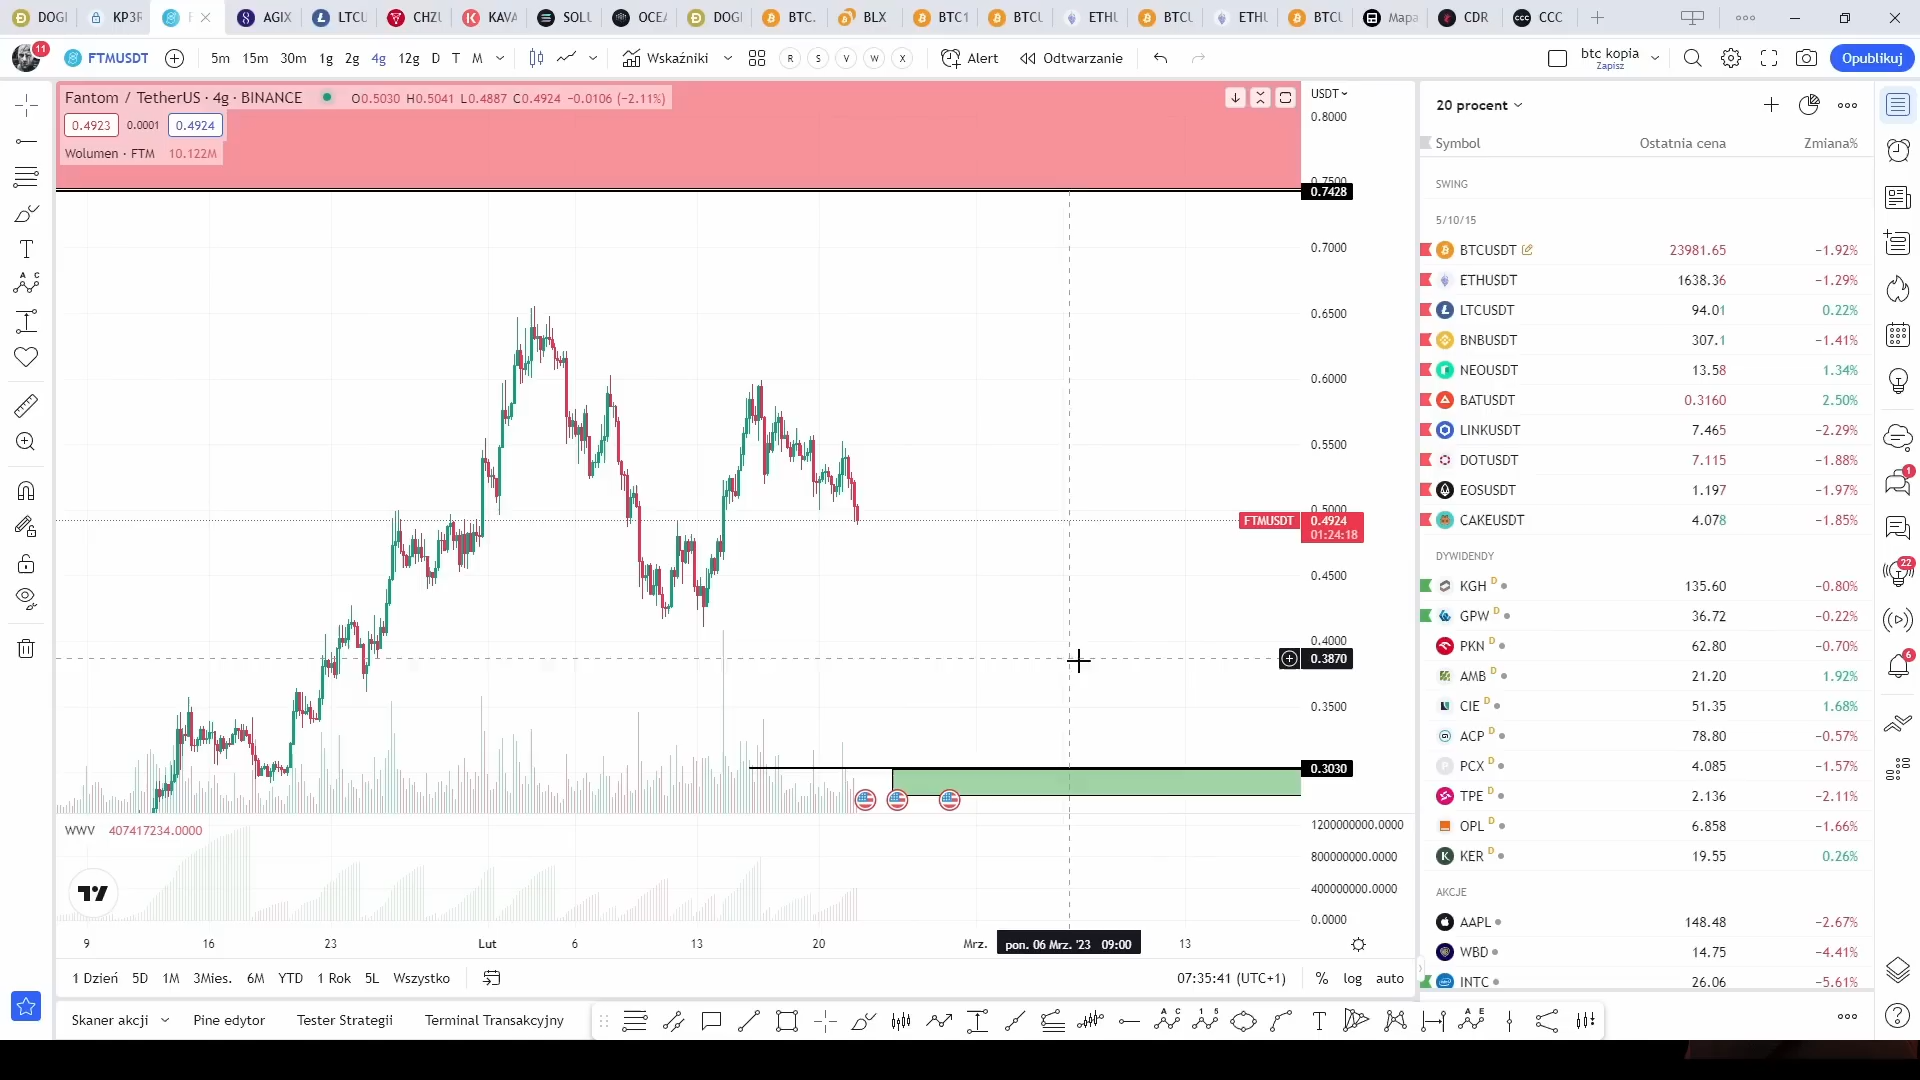 DOGI KP3R F AGIX LTCU CHZU KAVA SOLU OCEA DOGI BTC. BLX BTC1 BTCU ETHU BTCU ETHU BTCU Mapa CDR CCC
11 FTMUSDT 5m 15m 30m 1g 2g 4g 12g D T M Wskaźniki R S V W X Alert Odtwarzanie btc kopia Zapisz Opublikuj
Fantom / TetherUS · 4g · BINANCE O0.5030 H0.5041 L0.4887 C0.4924 −0.0106 (−2.11%)
0.4923 0.0001 0.4924
Wolumen · FTM 10.122M
USDT
0.8000
0.7500
0.7428
0.7000
0.6500
0.6000
0.5500
0.5000
FTMUSDT 0.4924
01:24:18
0.4500
0.4000
0.3870
0.3500
0.3030
WWV 407417234.0000
1200000000.0000
800000000.0000
400000000.0000
0.0000
9 16 23 Lut 6 13 20 Mrz. pon. 06 Mrz. '23 09:00 13
1 Dzień 5D 1M 3Mies. 6M YTD 1 Rok 5L Wszystko 07:35:41 (UTC+1) % log auto
Skaner akcji Pine edytor Tester Strategii Terminal Transakcyjny
20 procent
Symbol Ostatnia cena Zmiana%
SWING
5/10/15
BTCUSDT 23981.65 −1.92%
ETHUSDT 1638.36 −1.29%
LTCUSDT 94.01 0.22%
BNBUSDT 307.1 −1.41%
NEOUSDT 13.58 1.34%
BATUSDT 0.3160 2.50%
LINKUSDT 7.465 −2.29%
DOTUSDT 7.115 −1.88%
EOSUSDT 1.197 −1.97%
CAKEUSDT 4.078 −1.85%
DYWIDENDY
KGH D 135.60 −0.80%
GPW D 36.72 −0.22%
PKN D 62.80 −0.70%
AMB D 21.20 1.92%
CIE D 51.35 1.68%
ACP D 78.80 −0.57%
PCX D 4.085 −1.57%
TPE D 2.136 −2.11%
OPL D 6.858 −1.66%
KER D 19.55 0.26%
AKCJE
AAPL 148.48 −2.67%
WBD 14.75 −4.41%
INTC 26.06 −5.61%
1
22
6